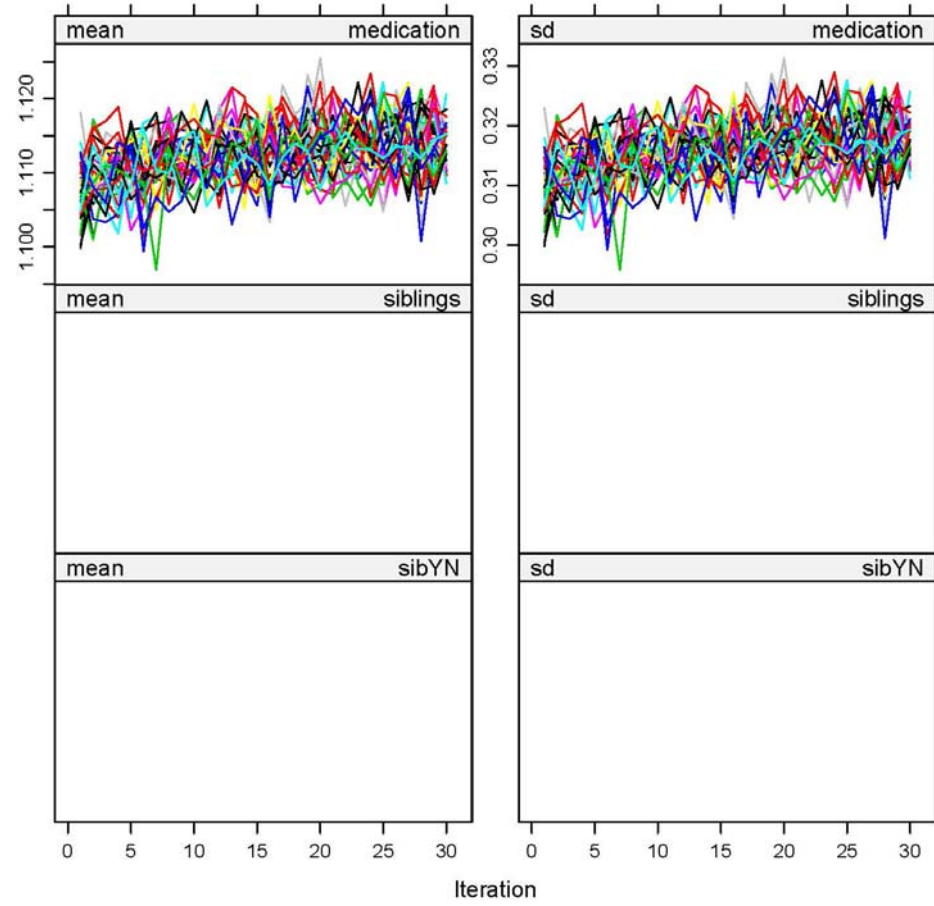 mean medication sd medication
1.100 1.110 1.120
0.30 0.31 0.32 0.33
mean siblings sd siblings
mean sibYN sd sibYN
0 5 10 15 20 25 30 0 5 10 15 20 25 30
Iteration